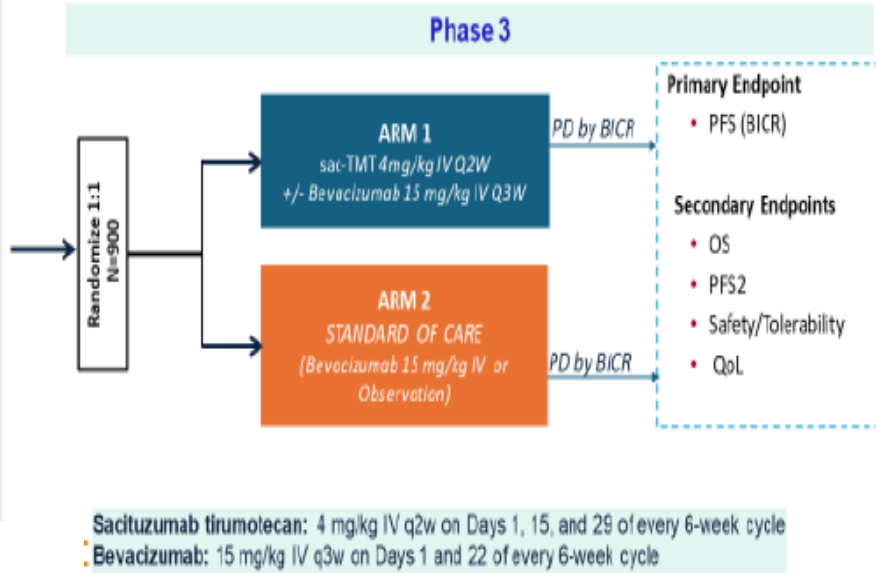 Phase 3
Randomize 1:1
N=900
ARM 1
sac-TMT 4mg/kg IV Q2W
+/- Bevacizumab 15 mg/kg IV Q3W
PD by BICR
ARM 2
STANDARD OF CARE
(Bevacizumab 15 mg/kg IV or
Observation)
PD by BICR
Primary Endpoint
• PFS (BICR)
Secondary Endpoints
• OS
• PFS2
• Safety/Tolerability
• QoL
Sacituzumab tirumotecan: 4 mg/kg IV q2w on Days 1, 15, and 29 of every 6-week cycle
Bevacizumab: 15 mg/kg IV q3w on Days 1 and 22 of every 6-week cycle